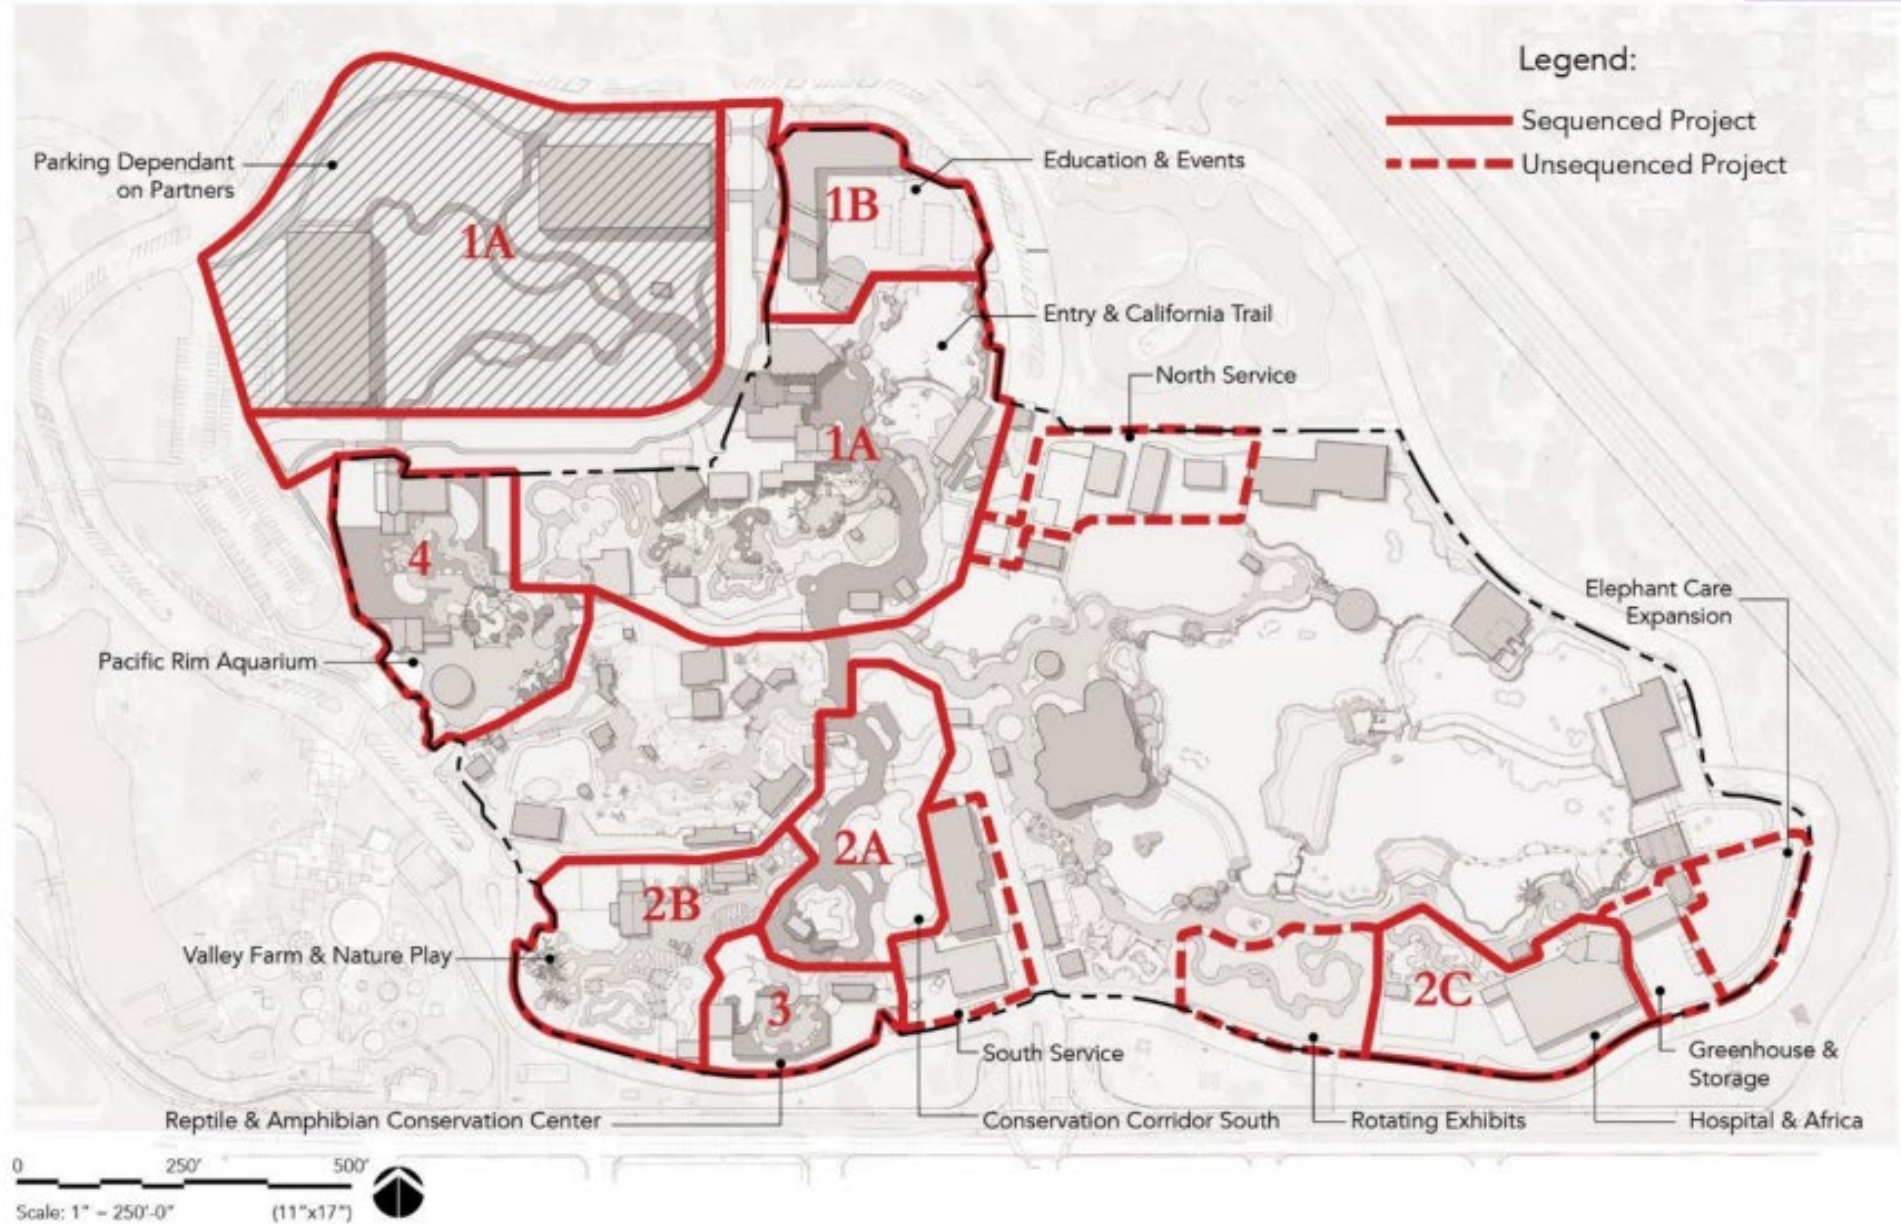 Legend:
Sequenced Project
Unsequenced Project
Parking Dependant
on Partners
1A
1B
Education & Events
Entry & California Trail
North Service
1A
4
Elephant Care
Expansion
Pacific Rim Aquarium
2A
2B
Valley Farm & Nature Play
3
2C
South Service
Greenhouse &
Storage
Reptile & Amphibian Conservation Center
Conservation Corridor South
Rotating Exhibits
Hospital & Africa
0 250' 500'
Scale: 1" = 250'-0" (11"x17")